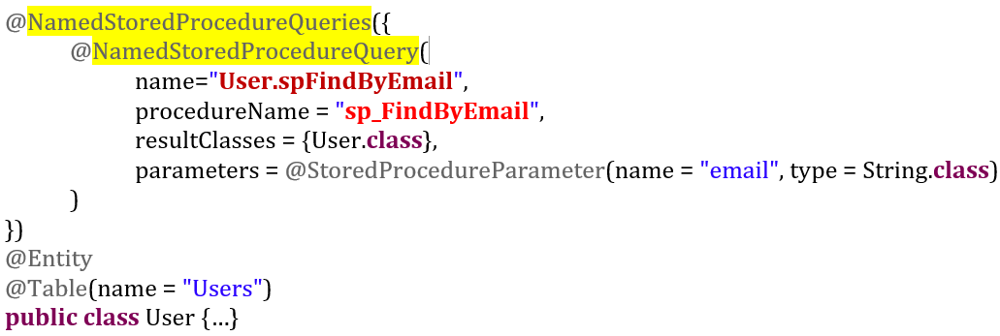 @NamedStoredProcedureQueries({
@NamedStoredProcedureQuery(
name="User.spFindByEmail",
procedureName = "sp_FindByEmail",
resultClasses = {User.class},
parameters = @StoredProcedureParameter(name = "email", type = String.class)
)
})
@Entity
@Table(name = "Users")
public class User {…}